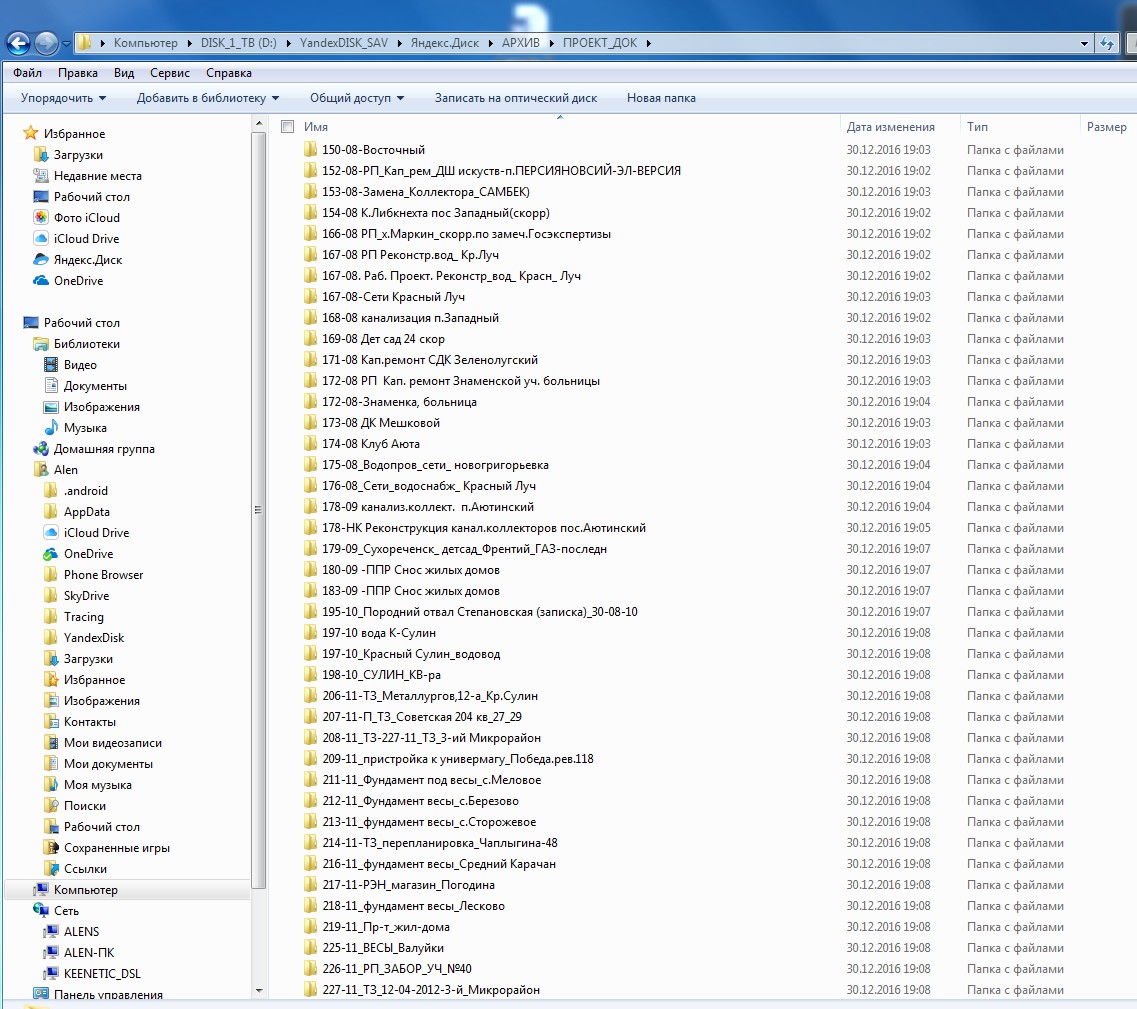 Компьютер ▸ DISK_1_TB (D:) ▸ YandexDISK_SAV ▸ Яндекс.Диск ▸ АРХИВ ▸ ПРОЕКТ_ДОК ▸
Файл Правка Вид Сервис Справка
Упорядочить Добавить в библиотеку Общий доступ Записать на оптический диск Новая папка
Избранное
Загрузки
Недавние места
Рабочий стол
Фото iCloud
iCloud Drive
Яндекс.Диск
OneDrive
Рабочий стол
Библиотеки
Видео
Документы
Изображения
Музыка
Домашняя группа
Alen
.android
AppData
iCloud Drive
OneDrive
Phone Browser
SkyDrive
Tracing
YandexDisk
Загрузки
Избранное
Изображения
Контакты
Мои видеозаписи
Мои документы
Моя музыка
Поиски
Рабочий стол
Сохраненные игры
Ссылки
Компьютер
Сеть
ALENS
ALEN-ПК
KEENETIC_DSL
Панель управления
Имя Дата изменения Тип Размер
150-08-Восточный 30.12.2016 19:03 Папка с файлами
152-08-РП_Кап_рем_ДШ искуств-п.ПЕРСИЯНОВСИЙ-ЭЛ-ВЕРСИЯ 30.12.2016 19:02 Папка с файлами
153-08-Замена_Коллектора_САМБЕК) 30.12.2016 19:03 Папка с файлами
154-08 К.Либкнехта пос Западный(скорр) 30.12.2016 19:02 Папка с файлами
166-08 РП_х.Маркин_скорр.по замеч.Госэкспертизы 30.12.2016 19:02 Папка с файлами
167-08 РП Реконстр.вод_ Кр.Луч 30.12.2016 19:02 Папка с файлами
167-08. Раб. Проект. Реконстр_вод_ Красн_ Луч 30.12.2016 19:02 Папка с файлами
167-08-Сети Красный Луч 30.12.2016 19:03 Папка с файлами
168-08 канализация п.Западный 30.12.2016 19:02 Папка с файлами
169-08 Дет сад 24 скор 30.12.2016 19:03 Папка с файлами
171-08 Кап.ремонт СДК Зеленолугский 30.12.2016 19:03 Папка с файлами
172-08 РП  Кап. ремонт Знаменской уч. больницы 30.12.2016 19:03 Папка с файлами
172-08-Знаменка, больница 30.12.2016 19:04 Папка с файлами
173-08 ДК Мешковой 30.12.2016 19:03 Папка с файлами
174-08 Клуб Аюта 30.12.2016 19:03 Папка с файлами
175-08_Водопров_сети_ новогригорьевка 30.12.2016 19:04 Папка с файлами
176-08_Сети_водоснабж_ Красный Луч 30.12.2016 19:04 Папка с файлами
178-09 канализ.коллект.  п.Аютинский 30.12.2016 19:04 Папка с файлами
178-НК Реконструкция канал.коллекторов пос.Аютинский 30.12.2016 19:05 Папка с файлами
179-09_Сухореченск_ детсад_Френтий_ГАЗ-последн 30.12.2016 19:07 Папка с файлами
180-09 -ППР Снос жилых домов 30.12.2016 19:07 Папка с файлами
183-09 -ППР Снос жилых домов 30.12.2016 19:07 Папка с файлами
195-10_Породний отвал Степановская (записка)_30-08-10 30.12.2016 19:07 Папка с файлами
197-10 вода К-Сулин 30.12.2016 19:08 Папка с файлами
197-10_Красный Сулин_водовод 30.12.2016 19:08 Папка с файлами
198-10_СУЛИН_КВ-ра 30.12.2016 19:08 Папка с файлами
206-11-ТЗ_Металлургов,12-а_Кр.Сулин 30.12.2016 19:08 Папка с файлами
207-11-П_ТЗ_Советская 204 кв_27_29 30.12.2016 19:08 Папка с файлами
208-11_ТЗ-227-11_ТЗ_3-ий Микрорайон 30.12.2016 19:08 Папка с файлами
209-11_пристройка к универмагу_Победа.рев.118 30.12.2016 19:08 Папка с файлами
211-11_Фундамент под весы_с.Меловое 30.12.2016 19:08 Папка с файлами
212-11_Фундамент весы_с.Березово 30.12.2016 19:08 Папка с файлами
213-11_фундамент весы_с.Сторожевое 30.12.2016 19:08 Папка с файлами
214-11-ТЗ_перепланировка_Чаплыгина-48 30.12.2016 19:08 Папка с файлами
216-11_фундамент весы_Средний Карачан 30.12.2016 19:08 Папка с файлами
217-11-РЭН_магазин_Погодина 30.12.2016 19:08 Папка с файлами
218-11_фундамент весы_Лесково 30.12.2016 19:08 Папка с файлами
219-11_Пр-т_жил-дома 30.12.2016 19:08 Папка с файлами
225-11_ВЕСЫ_Валуйки 30.12.2016 19:08 Папка с файлами
226-11_РП_ЗАБОР_УЧ_№40 30.12.2016 19:08 Папка с файлами
227-11_ТЗ_12-04-2012-3-й_Микрорайон 30.12.2016 19:08 Папка с файлами